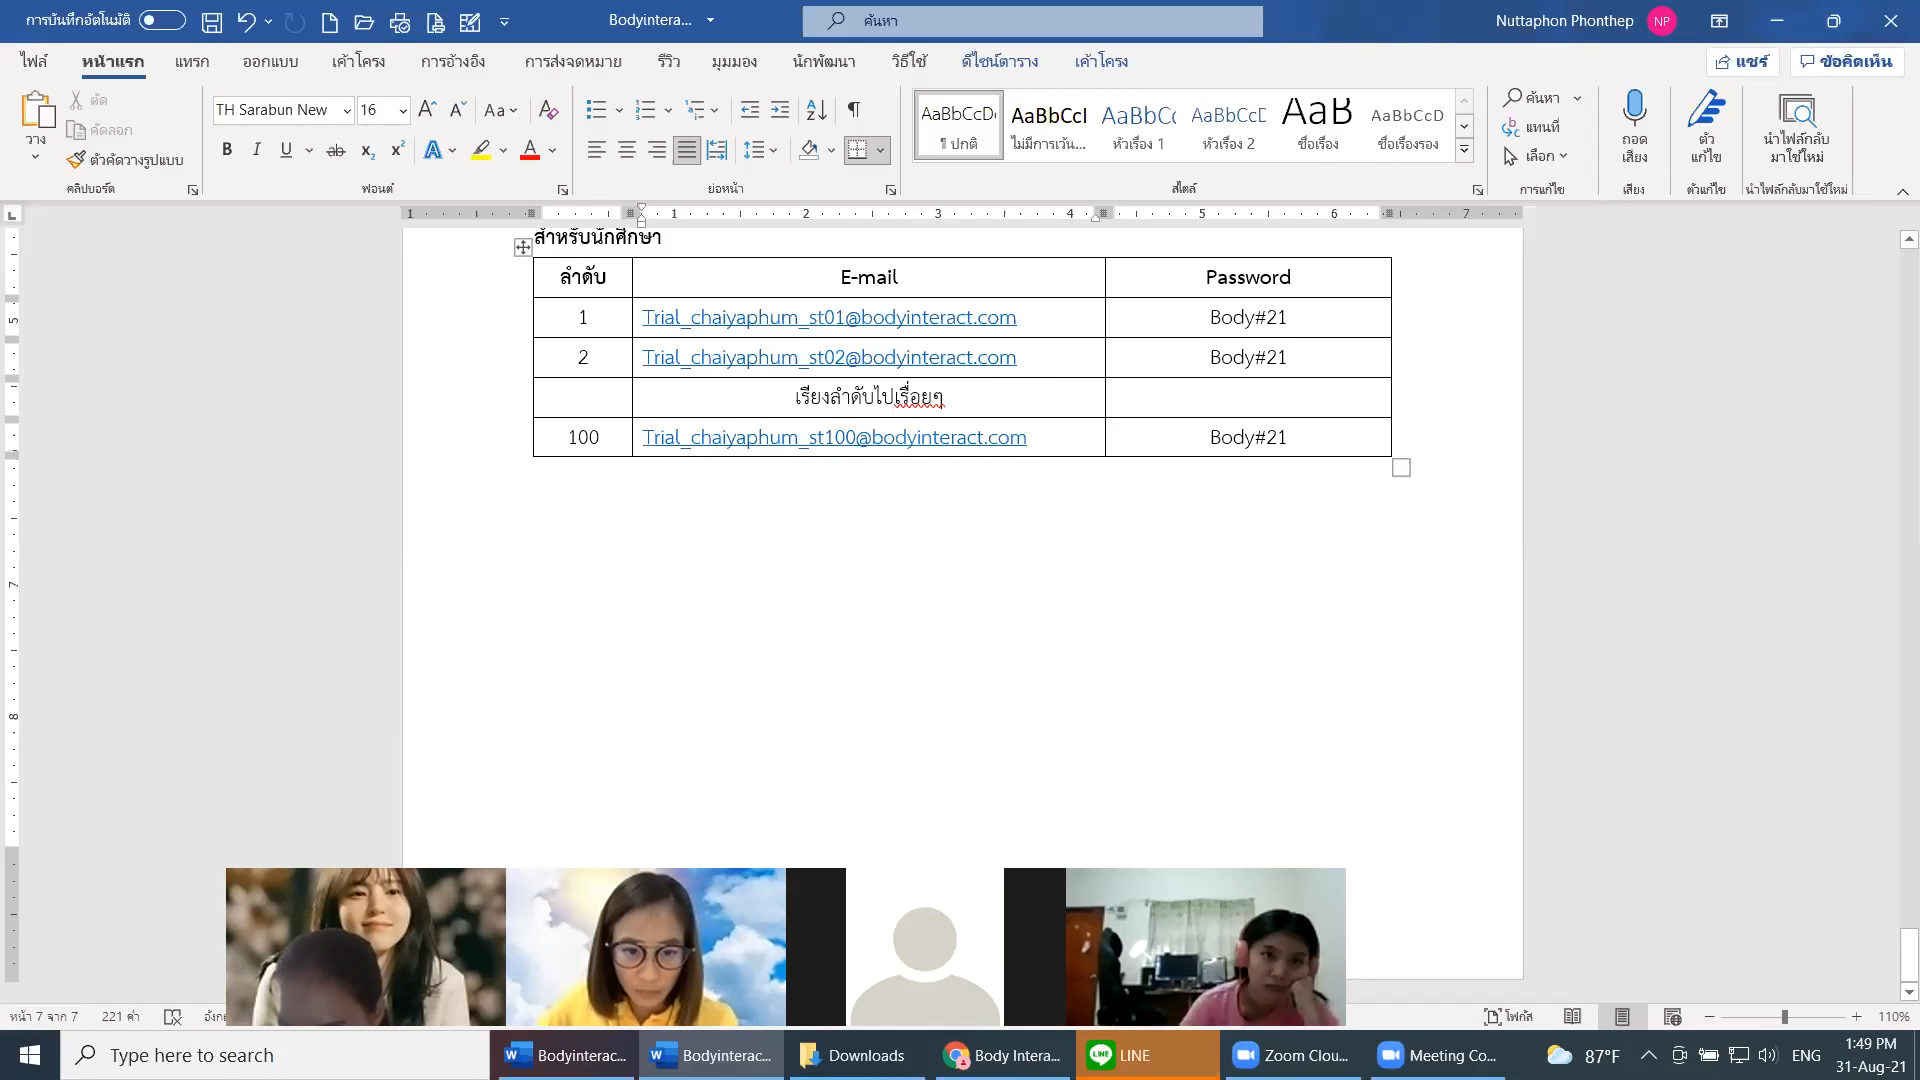 การบันทึกอัตโนมัติ
Bodyintera...
ค้นหา
Nuttaphon Phonthep
NP
ไฟล์ หน้าแรก แทรก ออกแบบ เค้าโครง การอ้างอิง การส่งจดหมาย รีวิว มุมมอง นักพัฒนา วิธีใช้ ดีไซน์ตาราง เค้าโครง
แชร์ ข้อคิดเห็น
วาง
ตัด
คัดลอก
ตัวคัดวางรูปแบบ
คลิปบอร์ด
TH Sarabun New 16
ฟอนต์
ย่อหน้า
AaBbCcDc AaBbCcI AaBbCc AaBbCcD AaB AaBbCcD
¶ ปกติ ไม่มีการเว้น... หัวเรื่อง 1 หัวเรื่อง 2 ชื่อเรื่อง ชื่อเรื่องรอง
สไตล์
ค้นหา
แทนที่
เลือก
การแก้ไข
ถอด
เสียง
เสียง
ตัว
แก้ไข
ตัวแก้ไข
นำไฟล์กลับ
มาใช้ใหม่
นำไฟล์กลับมาใช้ใหม่
1 1 2 3 4 5 6 7
สำหรับนักศึกษา
ลำดับ E-mail Password
1 Trial_chaiyaphum_st01@bodyinteract.com Body#21
2 Trial_chaiyaphum_st02@bodyinteract.com Body#21
เรียงลำดับไปเรื่อยๆ
100 Trial_chaiyaphum_st100@bodyinteract.com Body#21
5
7
8
หน้า 7 จาก 7 221 คำ
โฟกัส
110%
Type here to search
Bodyinterac...
Bodyinterac...
Downloads
Body Intera...
LINE
Zoom Clou...
Meeting Co...
87°F
ENG
1:49 PM
31-Aug-21